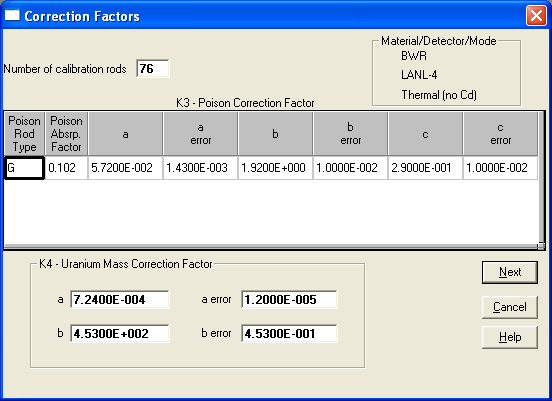 Correction Factors
Material/Detector/Mode
BWR
Number of calibration rods 76
LANL-4
Thermal (no Cd)
K3 - Poison Correction Factor
Poison Rod Type Poison Absrp. Factor a a error b b error c c error
G 0.102 5.7200E-002 1.4300E-003 1.9200E+000 1.0000E-002 2.9000E-001 1.0000E-002
K4 - Uranium Mass Correction Factor
a 7.2400E-004 a error 1.2000E-005
b 4.5300E+002 b error 4.5300E-001
Next
Cancel
Help